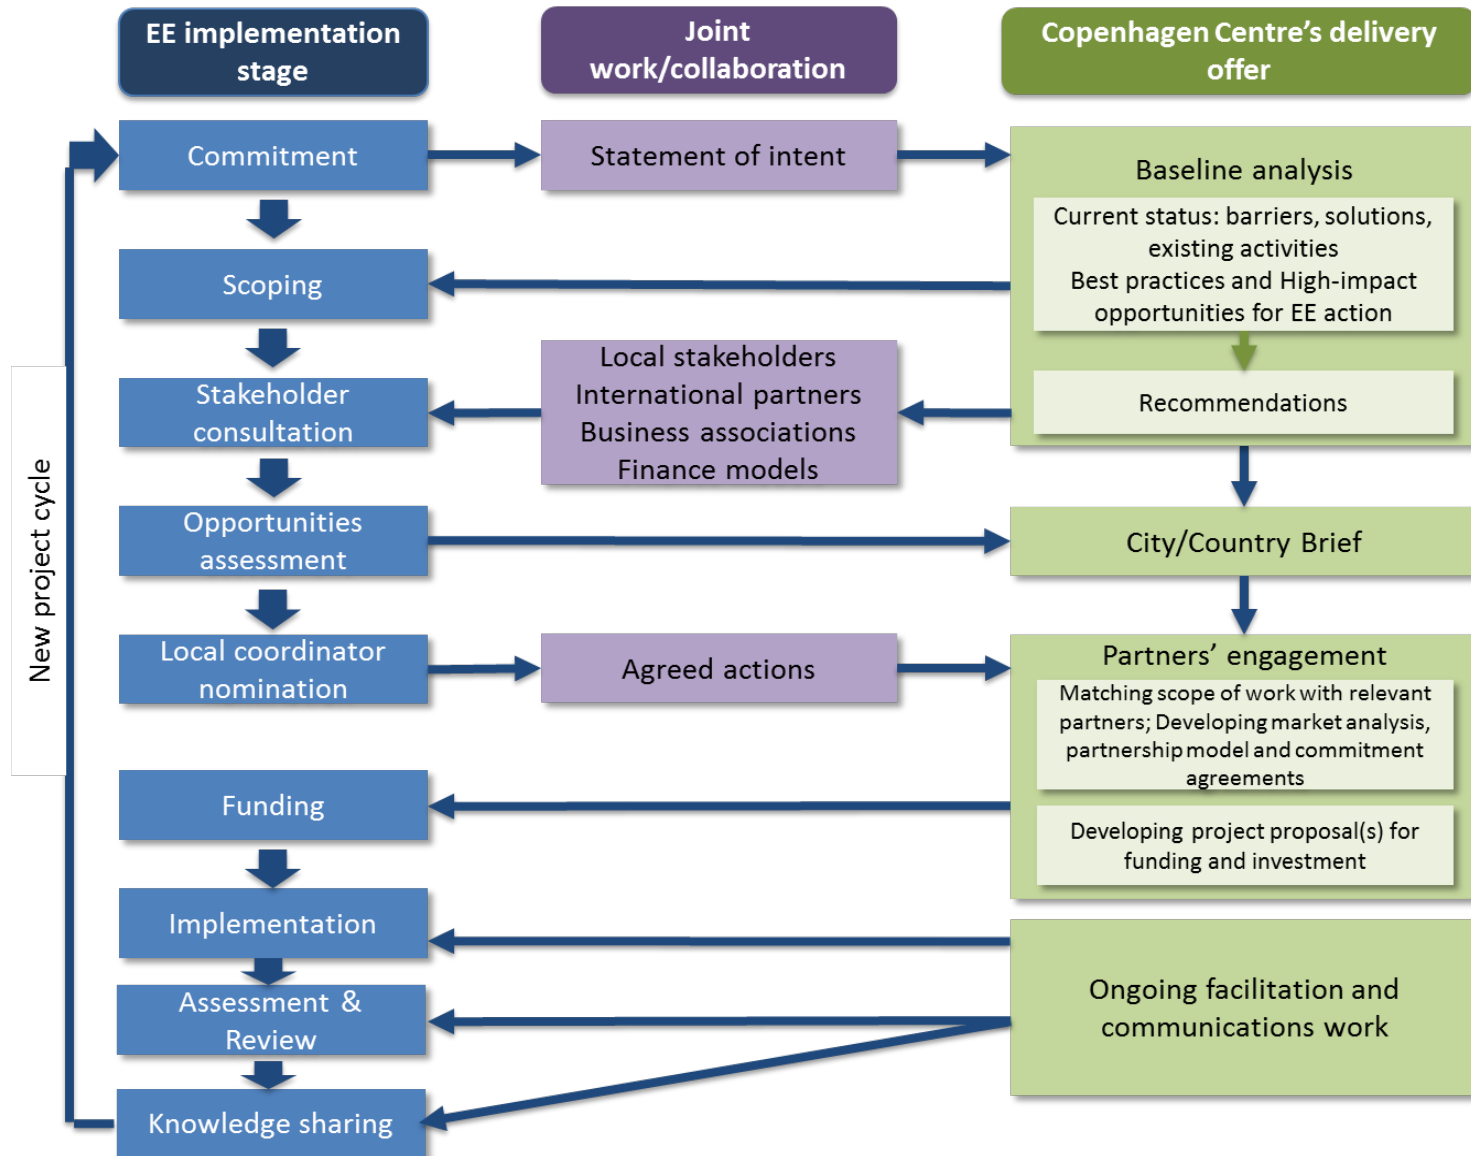 EE implementation
stage
Joint
work/collaboration
Copenhagen Centre’s delivery
offer
Commitment
Statement of intent
Baseline analysis
Current status: barriers, solutions,
existing activities
Best practices and High-impact
opportunities for EE action
Scoping
Recommendations
Local stakeholders
International partners
Business associations
Finance models
Stakeholder
consultation
Opportunities
assessment
City/Country Brief
Local coordinator
nomination
Agreed actions
Partners’ engagement
Matching scope of work with relevant
partners; Developing market analysis,
partnership model and commitment
agreements
Funding
Developing project proposal(s) for
funding and investment
Implementation
Assessment &
Review
Ongoing facilitation and
communications work
Knowledge sharing
New project cycle